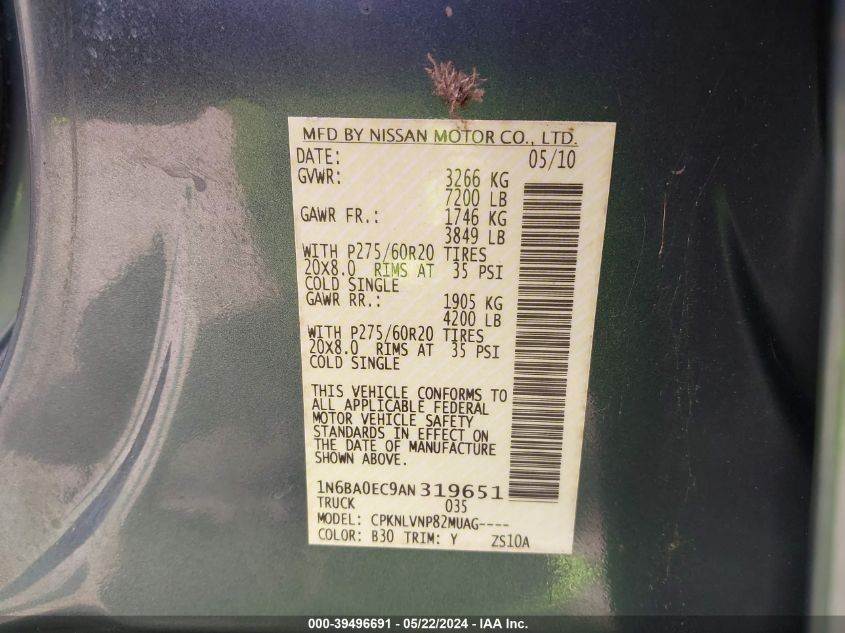 MFD BY NISSAN MOTOR CO., LTD.
DATE: 05/10
GVWR: 3266 KG
7200 LB
GAWR FR.: 1746 KG
3849 LB
WITH P275/60R20 TIRES
20X8.0 RIMS AT 35 PSI
COLD SINGLE
GAWR RR.: 1905 KG
4200 LB
WITH P275/60R20 TIRES
20X8.0 RIMS AT 35 PSI
COLD SINGLE
THIS VEHICLE CONFORMS TO
ALL APPLICABLE FEDERAL
MOTOR VEHICLE SAFETY
STANDARDS IN EFFECT ON
THE DATE OF MANUFACTURE
SHOWN ABOVE.
1N6BA0EC9AN319651
TRUCK 035
MODEL: CPKNLVNP82MUAG----
COLOR: B30 TRIM: Y ZS10A
000-39496691 - 05/22/2024 - IAA Inc.